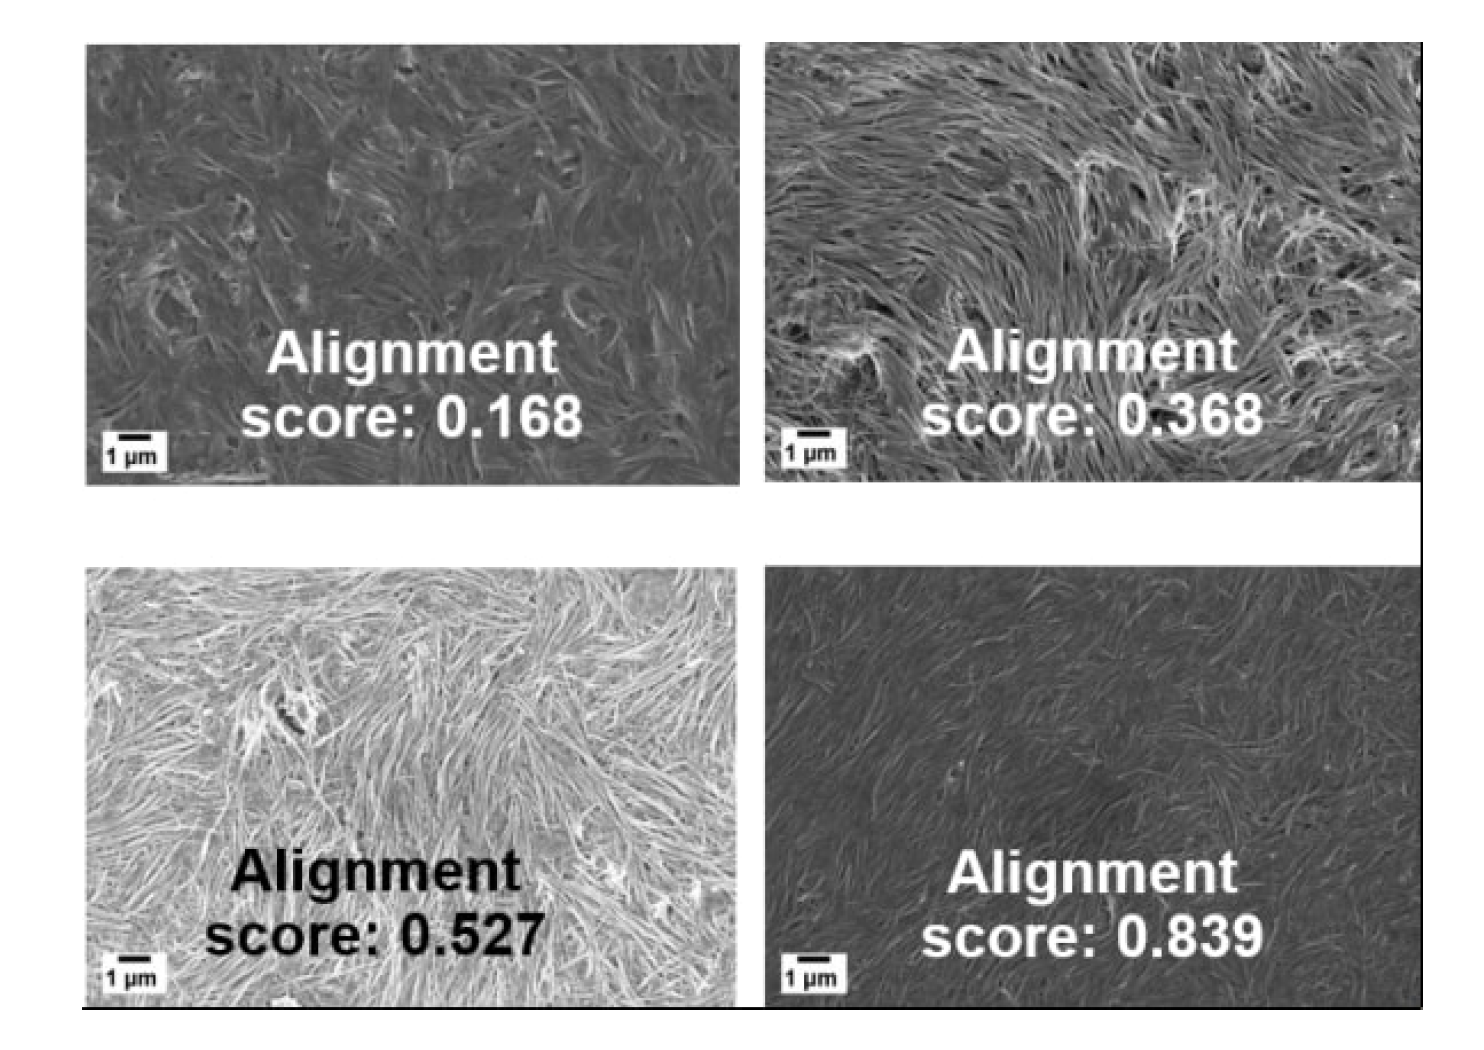 Alignment
score: 0.168
1 µm
Alignment
score: 0.368
1 µm
Alignment
score: 0.527
1 µm
Alignment
score: 0.839
1 µm